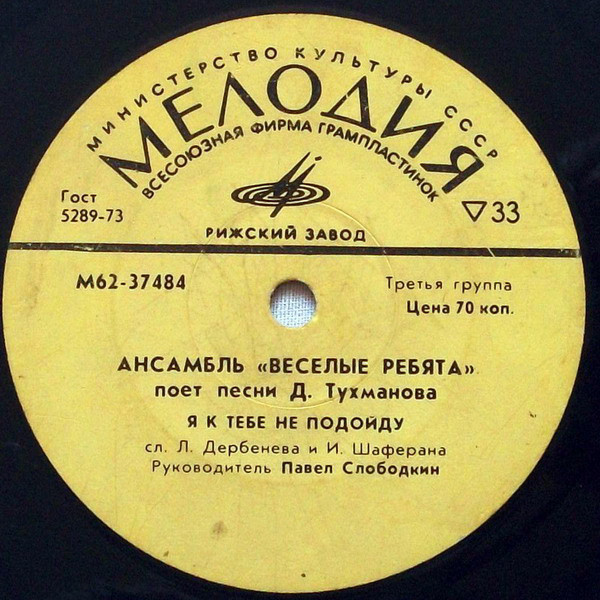 МИНИСТЕРСТВО КУЛЬТУРЫ СССР
МЕЛОДИЯ
ВСЕСОЮЗНАЯ ФИРМА ГРАМПЛАСТИНОК
Гост
5289-73
33
РИЖСКИЙ ЗАВОД
М62-37484
Третья группа
Цена 70 коп.
АНСАМБЛЬ «ВЕСЕЛЫЕ РЕБЯТА»
поет песни Д. Тухманова
Я К ТЕБЕ НЕ ПОДОЙДУ
сл. Л. Дербенева и И. Шаферана
Руководитель Павел Слободкин